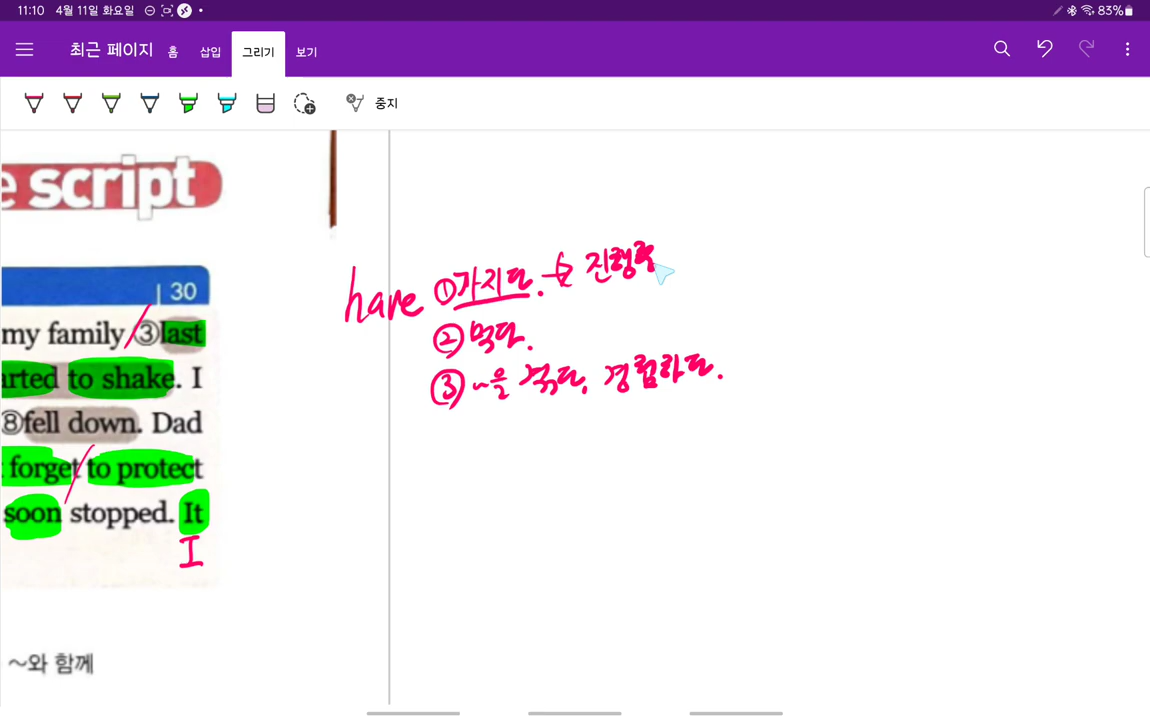 11:10 4월 11일 화요일
83%
최근 페이지 홈 삽입 그리기 보기
중지
e script
30
my family ③last
arted to shake. I
⑧fell down. Dad
forget to protect
soon stopped. It
I
~와 함께
have ①가지다. → 진행
②먹다.
③~을 겪다, 경험하다.